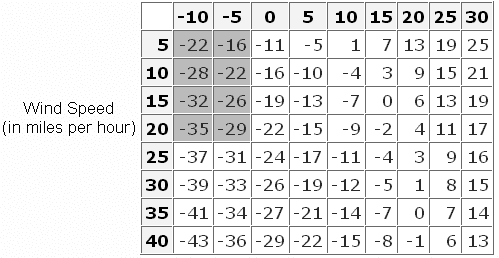 -10 -5 0 5 10 15 20 25 30
5 -22 -16 -11 -5 1 7 13 19 25
10 -28 -22 -16 -10 -4 3 9 15 21
15 -32 -26 -19 -13 -7 0 6 13 19
Wind Speed
(in miles per hour)
20 -35 -29 -22 -15 -9 -2 4 11 17
25 -37 -31 -24 -17 -11 -4 3 9 16
30 -39 -33 -26 -19 -12 -5 1 8 15
35 -41 -34 -27 -21 -14 -7 0 7 14
40 -43 -36 -29 -22 -15 -8 -1 6 13